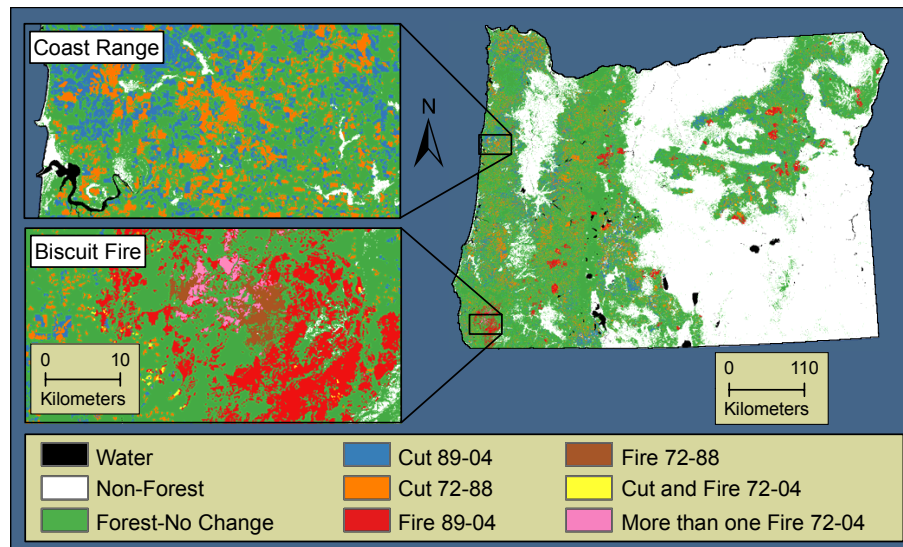 Coast Range
N
Biscuit Fire
0 10
Kilometers
0 110
Kilometers
Water
Non-Forest
Forest-No Change
Cut 89-04
Cut 72-88
Fire 89-04
Fire 72-88
Cut and Fire 72-04
More than one Fire 72-04